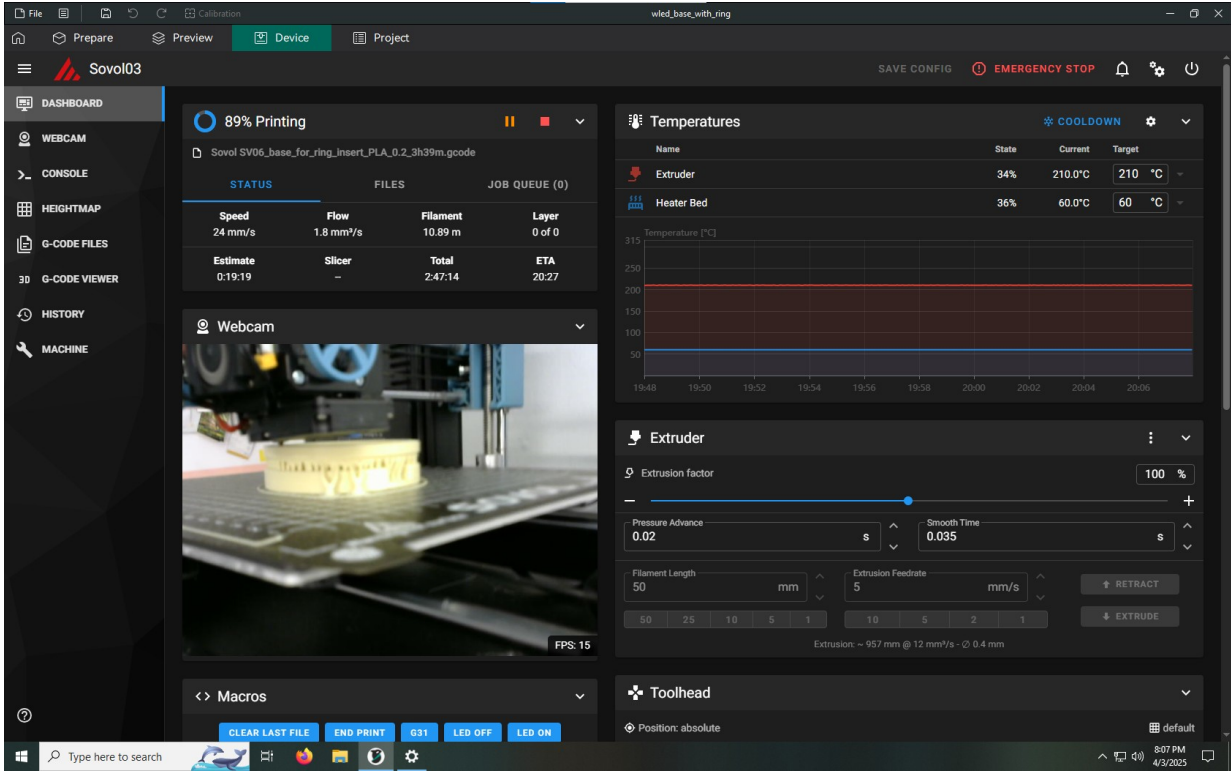 File
Calibration
wled_base_with_ring
Prepare
Preview
Device
Project
Sovol03
SAVE CONFIG
EMERGENCY STOP
DASHBOARD
WEBCAM
CONSOLE
HEIGHTMAP
G-CODE FILES
3D G-CODE VIEWER
HISTORY
MACHINE
89% Printing
Sovol SV06_base_for_ring_insert_PLA_0.2_3h39m.gcode
STATUS FILES JOB QUEUE (0)
Speed Flow Filament Layer
24 mm/s 1.8 mm³/s 10.89 m 0 of 0
Estimate Slicer Total ETA
0:19:19 – 2:47:14 20:27
Webcam
FPS: 15
<> Macros
CLEAR LAST FILE END PRINT G31 LED OFF LED ON
Temperatures
COOLDOWN
Name State Current Target
Extruder 34% 210.0°C 210 °C
Heater Bed 36% 60.0°C 60 °C
Temperature [°C]
315
250
200
150
100
50
19:48 19:50 19:52 19:54 19:56 19:58 20:00 20:02 20:04 20:06
Extruder
Extrusion factor
100 %
Pressure Advance
0.02 s
Smooth Time
0.035 s
Filament Length
50 mm
Extrusion Feedrate
5 mm/s
RETRACT
50 25 10 5 1
10 5 2 1
EXTRUDE
Extrusion: ~ 957 mm @ 12 mm³/s - ∅ 0.4 mm
Toolhead
Position: absolute
default
Type here to search
8:07 PM
4/3/2025